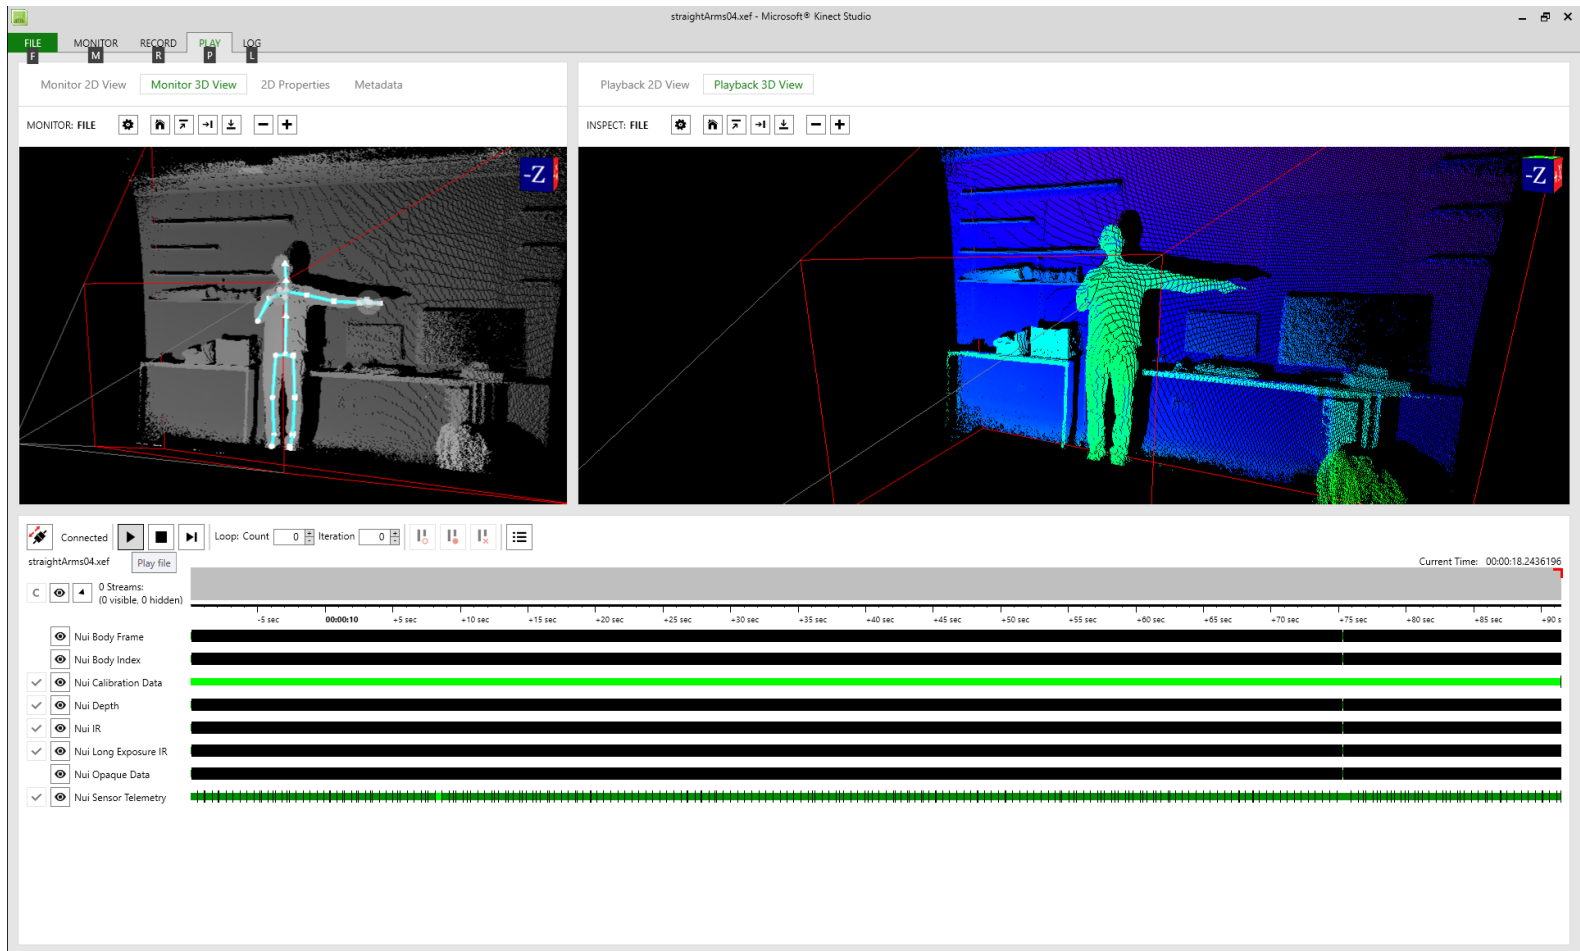 straightArms04.xef - Microsoft® Kinect Studio
FILE MONITOR RECORD PLAY LOG
F M R P L
Monitor 2D View Monitor 3D View 2D Properties Metadata
Playback 2D View Playback 3D View
MONITOR: FILE
INSPECT: FILE
-Z
-Z
Connected Loop: Count 0 Iteration 0
straightArms04.xef Play file
Current Time: 00:00:18.2436196
C 0 Streams:
(0 visible, 0 hidden)
-5 sec 00:00:10 +5 sec +10 sec +15 sec +20 sec +25 sec +30 sec +35 sec +40 sec +45 sec +50 sec +55 sec +60 sec +65 sec +70 sec +75 sec +80 sec +85 sec +90 s
Nui Body Frame
Nui Body Index
Nui Calibration Data
Nui Depth
Nui IR
Nui Long Exposure IR
Nui Opaque Data
Nui Sensor Telemetry